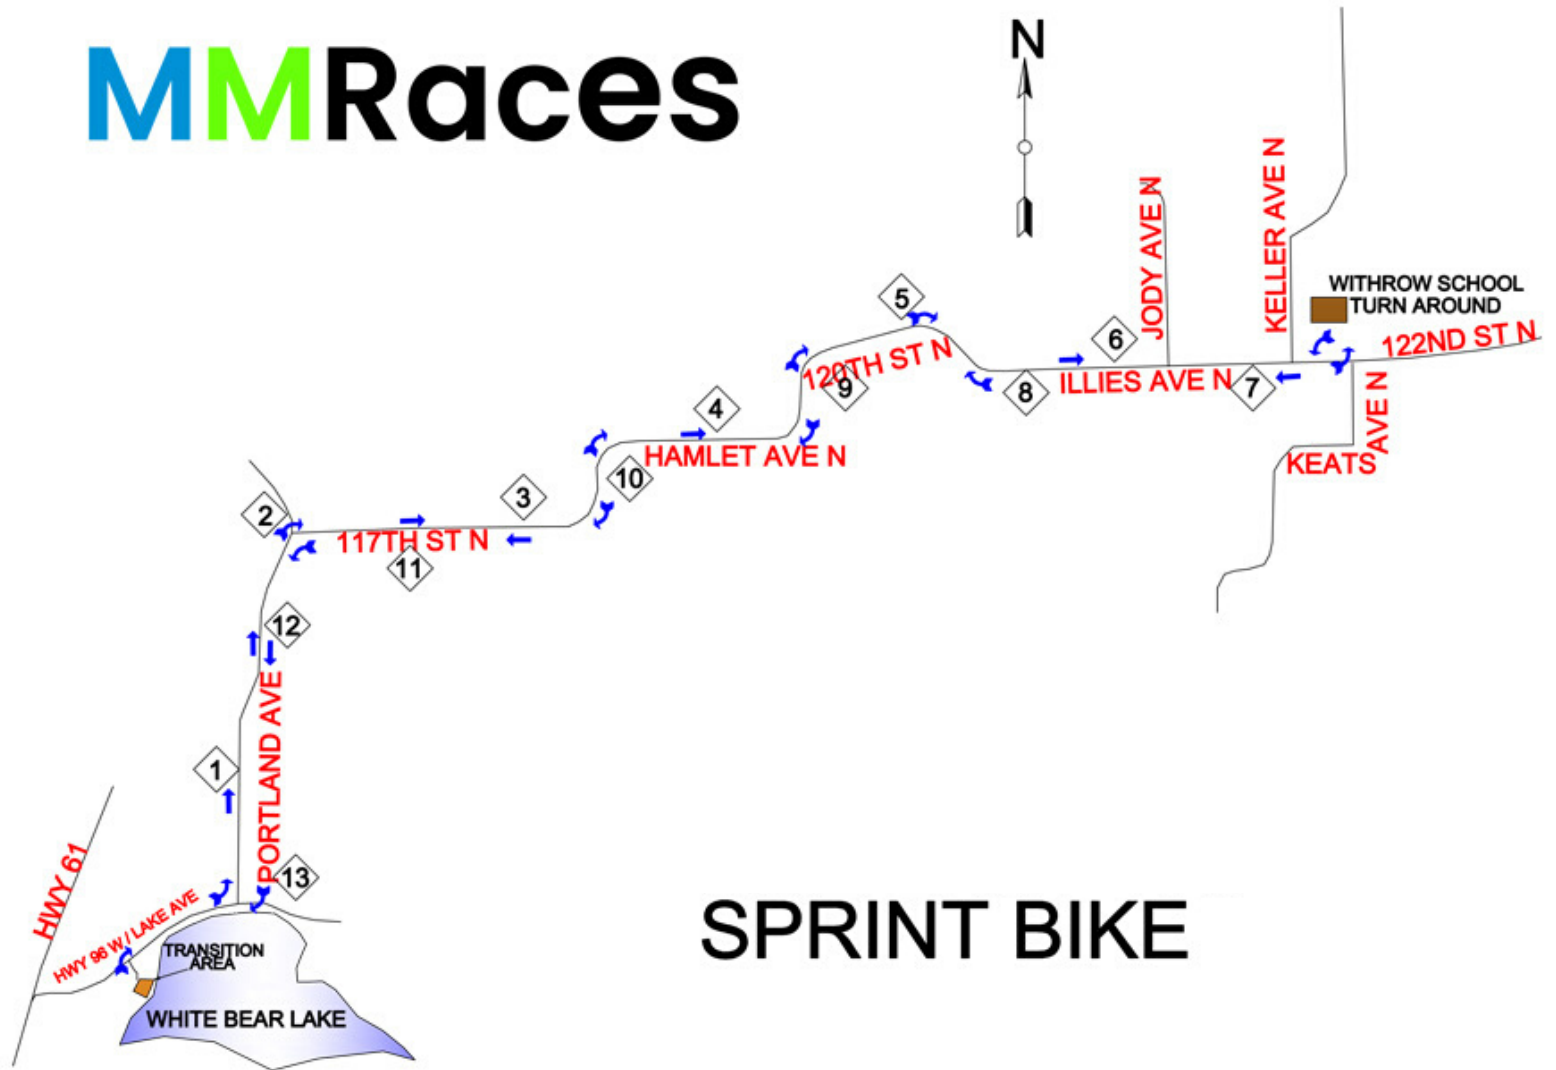 MMRaces
N
JODY AVE N
KELLER AVE N
WITHROW SCHOOL
TURN AROUND
122ND ST N
5
6
120TH ST N
9
8
ILLIES AVE N
7
KEATS
AVE N
4
HAMLET AVE N
10
3
2
117TH ST N
11
12
PORTLAND AVE
1
13
HWY 61
HWY 96 W / LAKE AVE
TRANSITION
AREA
WHITE BEAR LAKE
SPRINT BIKE